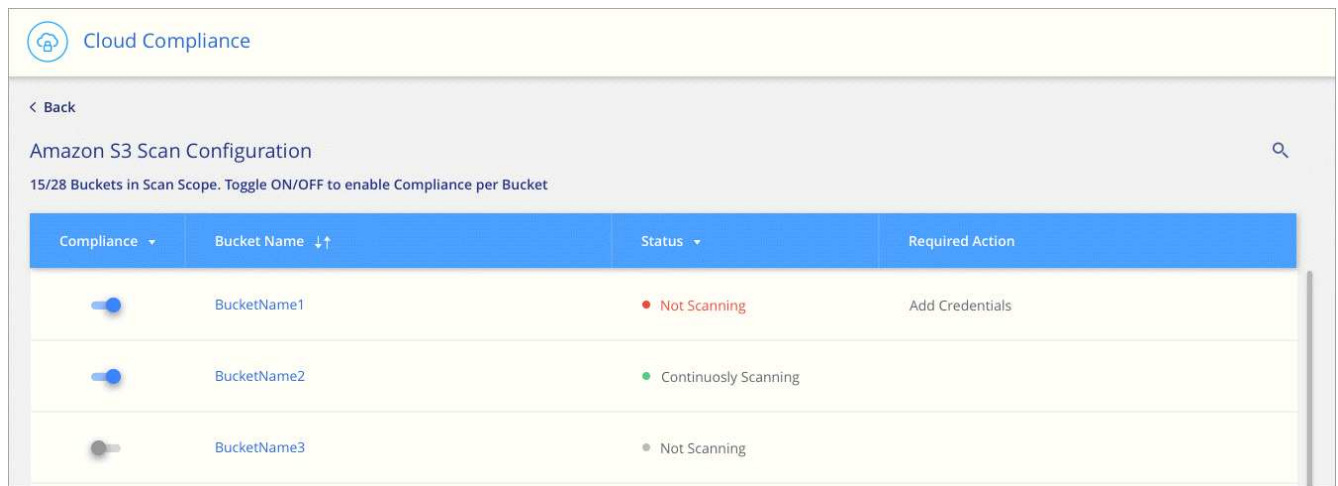 Cloud Compliance
< Back
Amazon S3 Scan Configuration
15/28 Buckets in Scan Scope. Toggle ON/OFF to enable Compliance per Bucket
Compliance Bucket Name Status Required Action
BucketName1 Not Scanning Add Credentials
BucketName2 Continuosly Scanning
BucketName3 Not Scanning